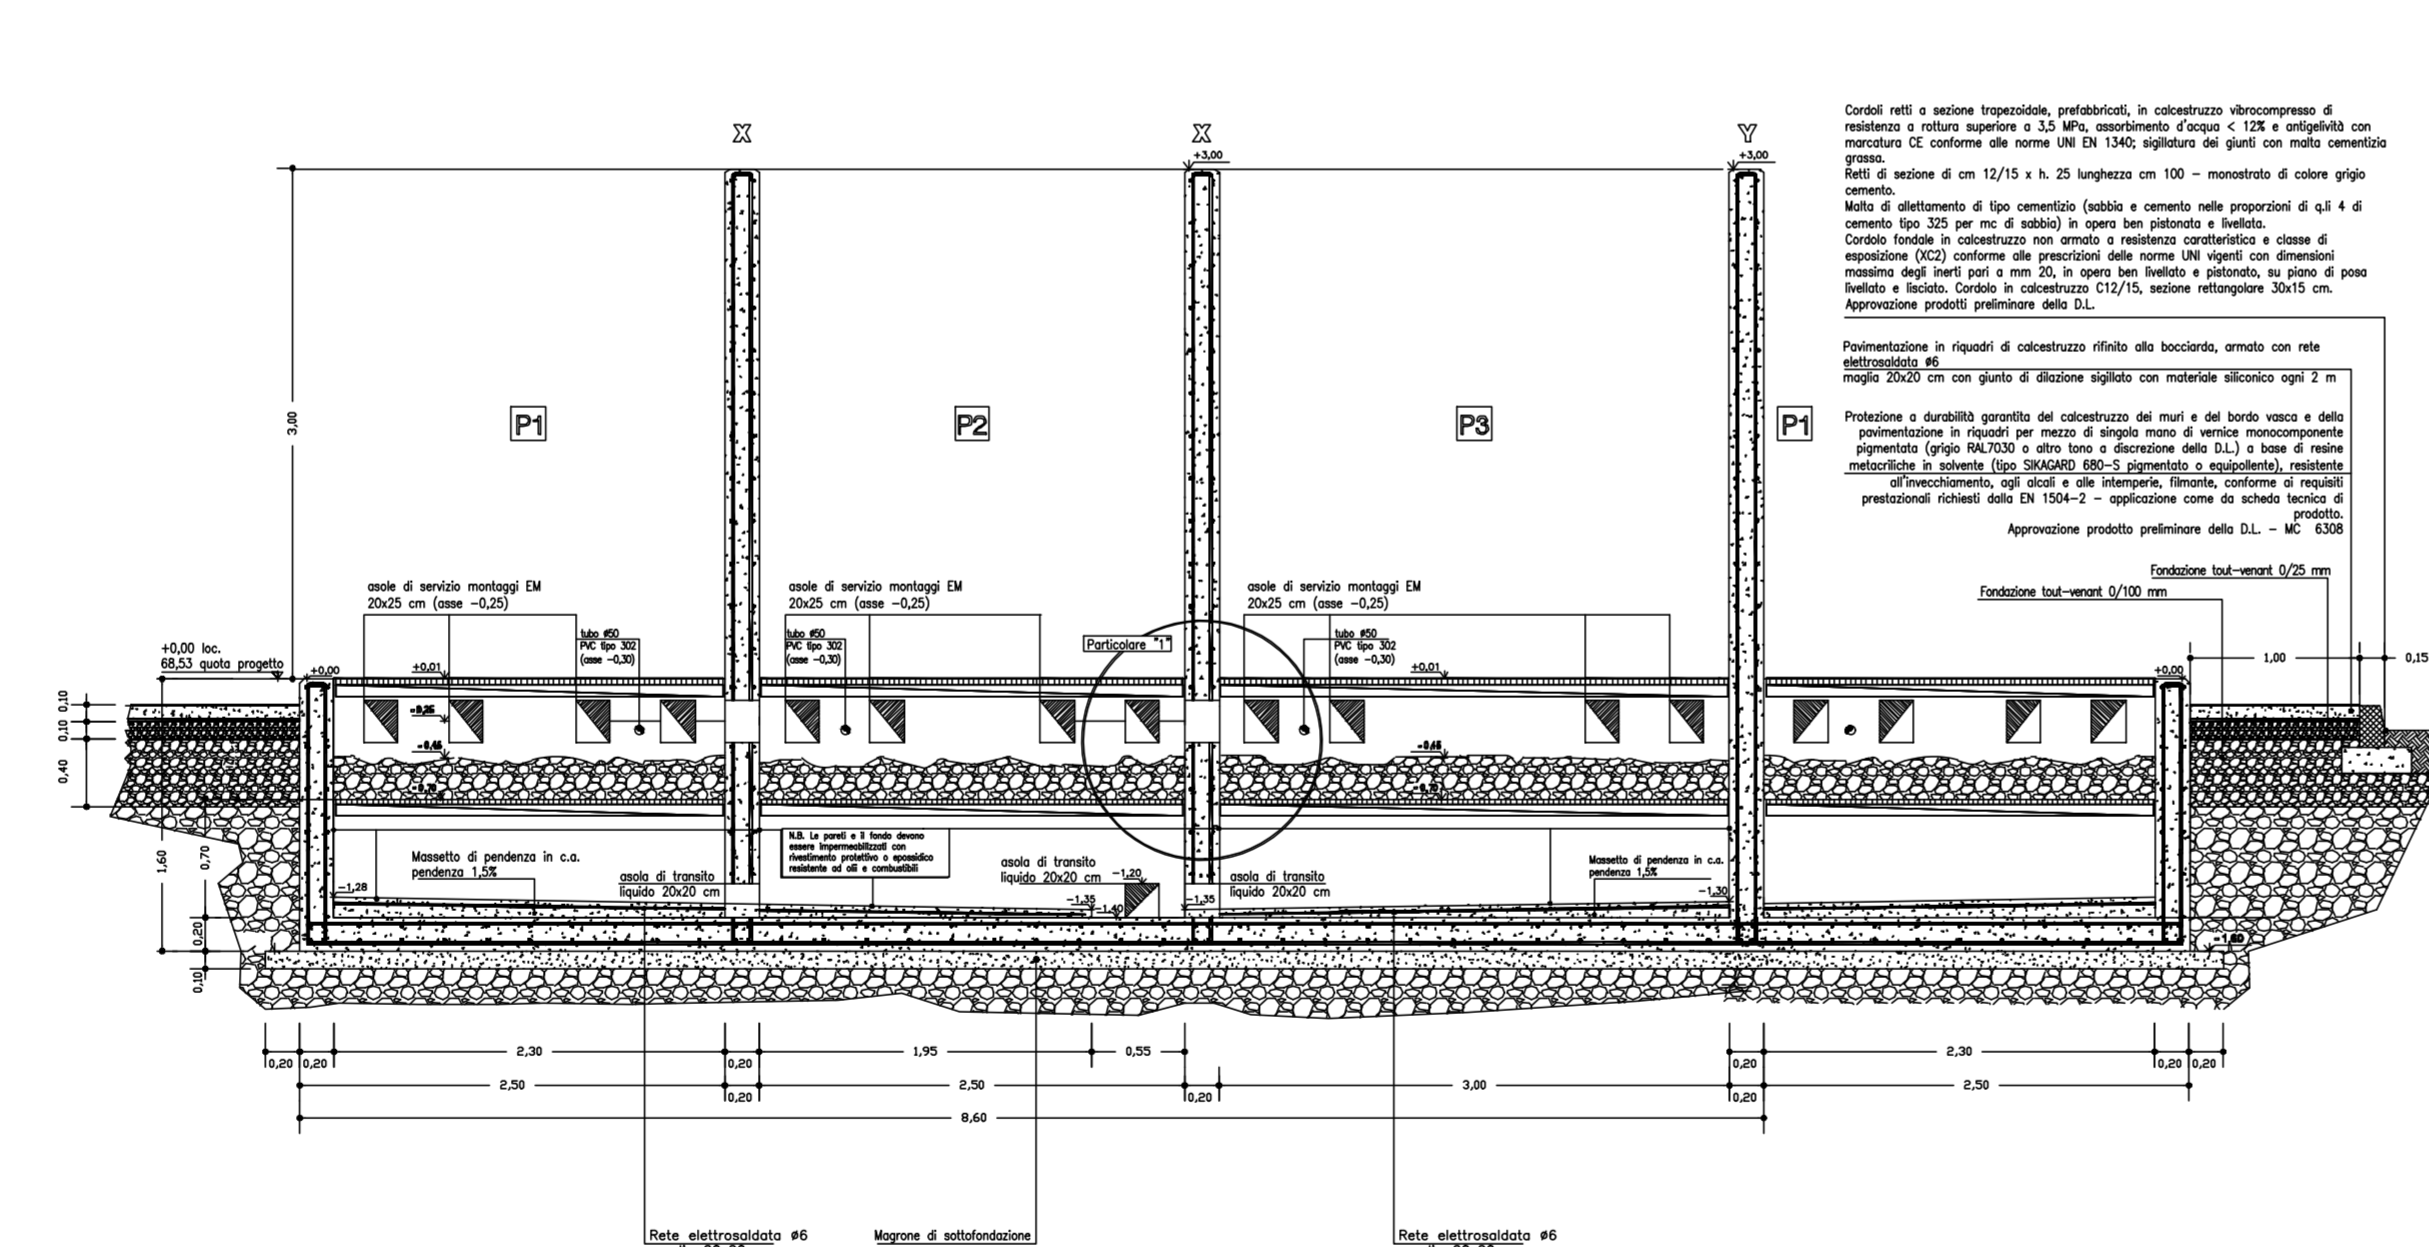 X
X
Y
+3,00
+3,00
Cordoli retti a sezione trapezoidale, prefabbricati, in calcestruzzo vibrocompresso di
resistenza a rottura superiore a 3,5 MPa, assorbimento d'acqua < 12% e antigelività con
marcatura CE conforme alle norme UNI EN 1340; sigillatura dei giunti con malta cementizia
grassa.
Retti di sezione di cm 12/15 x h. 25 lunghezza cm 100 – monostrato di colore grigio
cemento.
Malta di allettamento di tipo cementizio (sabbia e cemento nelle proporzioni di q.li 4 di
cemento tipo 325 per mc di sabbia) in opera ben pistonata e livellata.
Cordolo fondale in calcestruzzo non armato a resistenza caratteristica e classe di
esposizione (XC2) conforme alle prescrizioni delle norme UNI vigenti con dimensioni
massima degli inerti pari a mm 20, in opera ben livellato e pistonato, su piano di posa
livellato e lisciato. Cordolo in calcestruzzo C12/15, sezione rettangolare 30x15 cm.
Approvazione prodotti preliminare della D.L.
Pavimentazione in riquadri di calcestruzzo rifinito alla bocciarda, armato con rete
elettrosaldata ø6
maglia 20x20 cm con giunto di dilazione sigillato con materiale siliconico ogni 2 m
Protezione a durabilità garantita del calcestruzzo dei muri e del bordo vasca e della
pavimentazione in riquadri per mezzo di singola mano di vernice monocomponente
pigmentata (grigio RAL7030 o altro tono a discrezione della D.L.) a base di resine
metacriliche in solvente (tipo SIKAGARD 680–S pigmentato o equipollente), resistente
all'invecchiamento, agli alcali e alle intemperie, filmante, conforme ai requisiti
prestazionali richiesti dalla EN 1504–2 – applicazione come da scheda tecnica di
prodotto.
Approvazione prodotto preliminare della D.L. – MC 6308
3,00
P1
P2
P3
P1
Fondazione tout–venant 0/25 mm
Fondazione tout–venant 0/100 mm
asole di servizio montaggi EM
20x25 cm (asse –0,25)
asole di servizio montaggi EM
20x25 cm (asse –0,25)
asole di servizio montaggi EM
20x25 cm (asse –0,25)
tubo ø50
PVC tipo 302
(asse –0,30)
tubo ø50
PVC tipo 302
(asse –0,30)
tubo ø50
PVC tipo 302
(asse –0,30)
Particolare "1"
+0,00 loc.
68,53 quota progetto
+0,00
+0,01
+0,01
+0,00
1,00
0,15
0,10
0,10
0,40
-0,25
-0,45
-0,45
-0,70
-0,70
1,60
0,70
0,20
0,10
Massetto di pendenza in c.a.
pendenza 1,5%
N.B. Le pareti e il fondo devono
essere impermeabilizzati con
rivestimento protettivo o epossidico
resistente ad olii e combustibili
asola di transito
liquido 20x20 cm
asola di transito
liquido 20x20 cm
asola di transito
liquido 20x20 cm
Massetto di pendenza in c.a.
pendenza 1,5%
–1,28
–1,20
–1,35
–1,40
–1,35
–1,30
-1,60
0,20
0,20
2,30
0,20
1,95
0,55
0,20
2,30
0,20
0,20
2,50
0,20
2,50
0,20
3,00
0,20
2,50
8,60
Rete elettrosaldata ø6
Magrone di sottofondazione
Rete elettrosaldata ø6